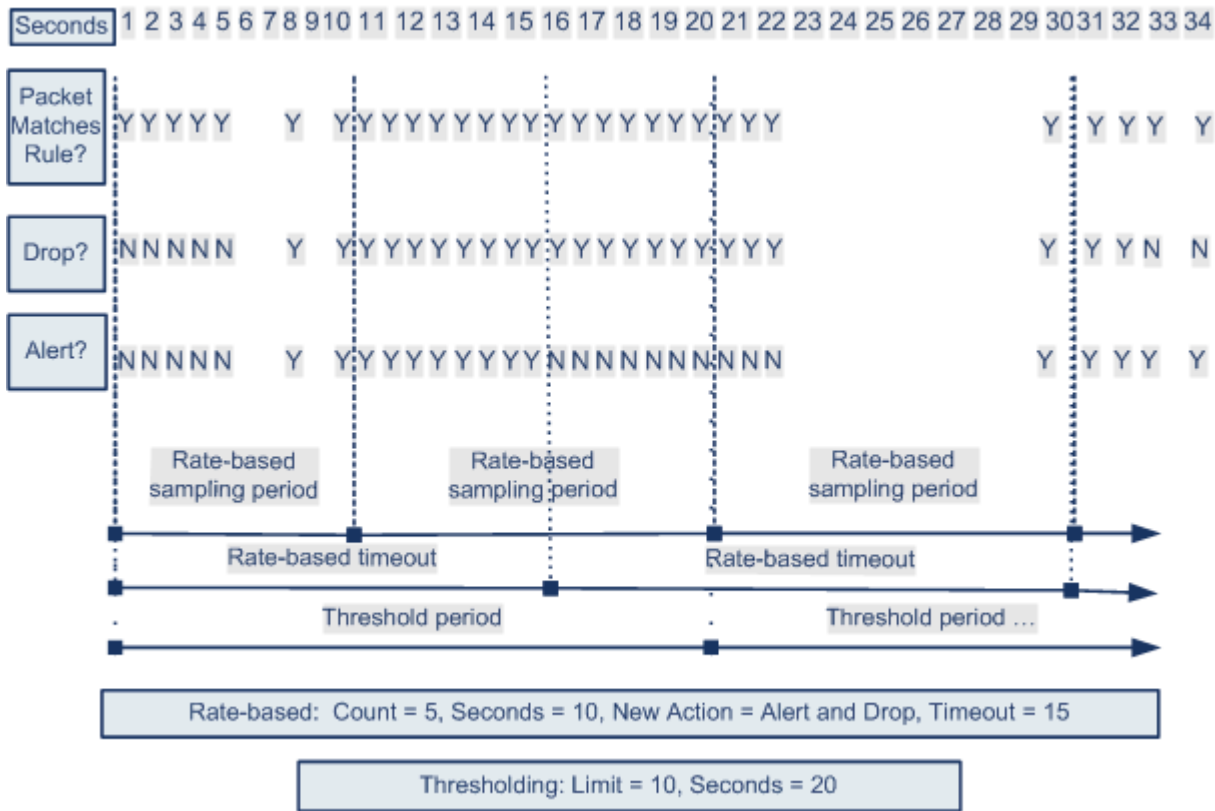 Seconds 1 2 3 4 5 6 7 8 9 10 11 12 13 14 15 16 17 18 19 20 21 22 23 24 25 26 27 28 29 30 31 32 33 34
Packet
Matches
Rule?
Y Y Y Y Y Y Y Y Y Y Y Y Y Y Y Y Y Y Y Y Y Y Y Y Y Y Y Y Y Y
Drop?
N N N N N Y Y Y Y Y Y Y Y Y Y Y Y Y Y Y Y Y Y Y Y Y Y Y N N
Alert?
N N N N N Y Y Y Y Y Y Y Y Y Y N N N N N N N N N N Y Y Y Y Y
Rate-based
sampling period
Rate-based
sampling period
Rate-based
sampling period
Rate-based timeout
Rate-based timeout
Threshold period
Threshold period ...
Rate-based: Count = 5, Seconds = 10, New Action = Alert and Drop, Timeout = 15
Thresholding: Limit = 10, Seconds = 20